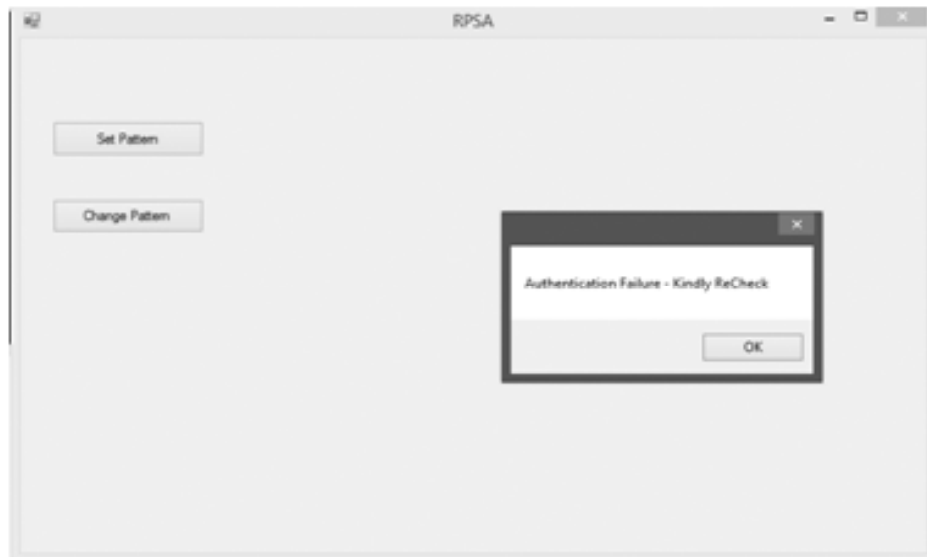 RPSA
Set Pattern
Change Pattern
Authentication Failure - Kindly ReCheck
OK